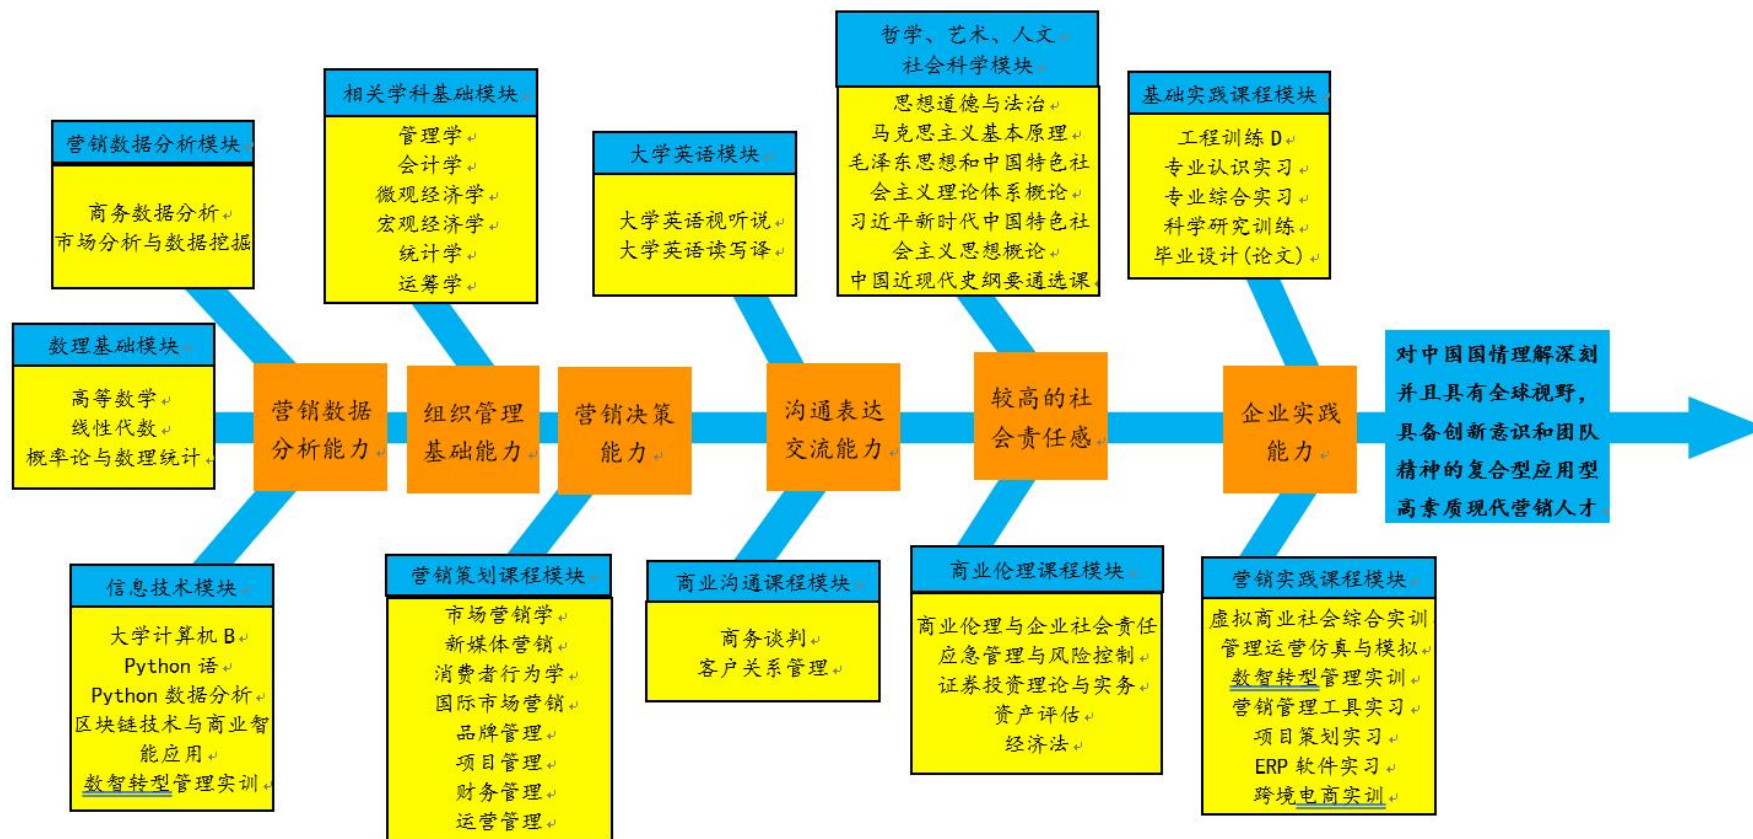 营销数据分析模块
商务数据分析
市场分析与数据挖掘
相关学科基础模块
管理学
会计学
微观经济学
宏观经济学
统计学
运筹学
大学英语模块
大学英语视听说
大学英语读写译
哲学、艺术、人文
社会科学模块
思想道德与法治
马克思主义基本原理
毛泽东思想和中国特色社
会主义理论体系概论
习近平新时代中国特色社
会主义思想概论
中国近现代史纲要通选课
基础实践课程模块
工程训练D
专业认识实习
专业综合实习
科学研究训练
毕业设计(论文)
数理基础模块
高等数学
线性代数
概率论与数理统计
营销数据
分析能力
组织管理
基础能力
营销决策
能力
沟通表达
交流能力
较高的社
会责任感
企业实践
能力
对中国国情理解深刻
并且具有全球视野，
具备创新意识和团队
精神的复合型应用型
高素质现代营销人才
信息技术模块
大学计算机B
Python语
Python数据分析
区块链技术与商业智
能应用
数智转型管理实训
营销策划课程模块
市场营销学
新媒体营销
消费者行为学
国际市场营销
品牌管理
项目管理
财务管理
运营管理
商业沟通课程模块
商务谈判
客户关系管理
商业伦理课程模块
商业伦理与企业社会责任
应急管理与风险控制
证券投资理论与实务
资产评估
经济法
营销实践课程模块
虚拟商业社会综合实训
管理运营仿真与模拟
数智转型管理实训
营销管理工具实习
项目策划实习
ERP软件实习
跨境电商实训